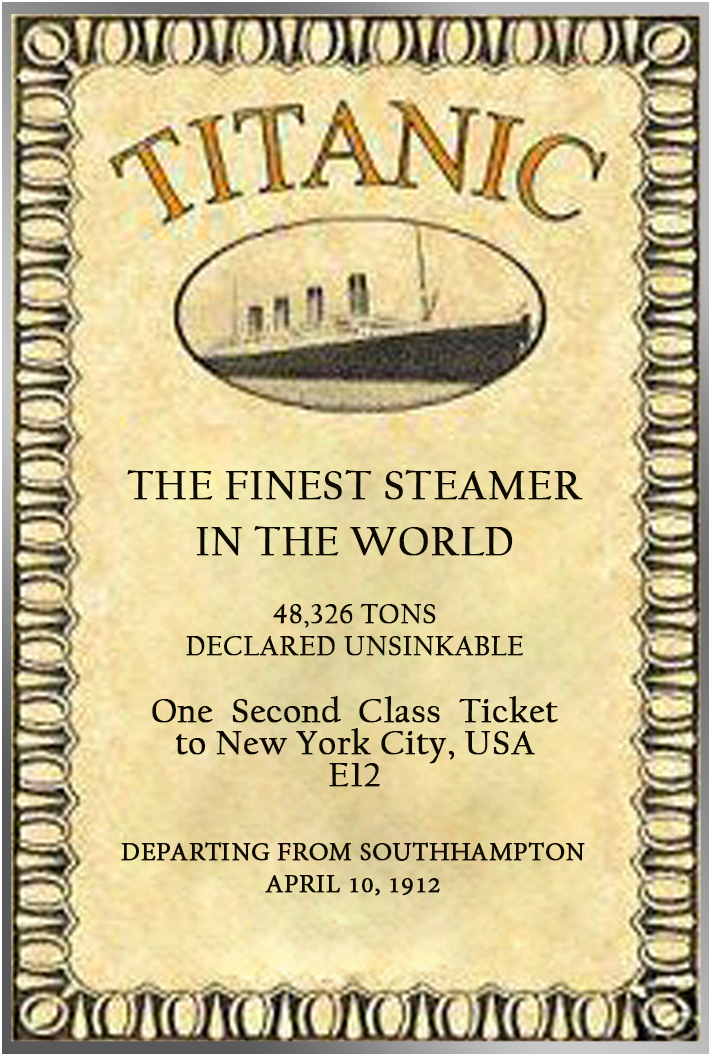 TITANIC
THE FINEST STEAMER
IN THE WORLD
48,326 TONS
DECLARED UNSINKABLE
One Second Class Ticket
to New York City, USA
E12
DEPARTING FROM SOUTHHAMPTON
APRIL 10, 1912